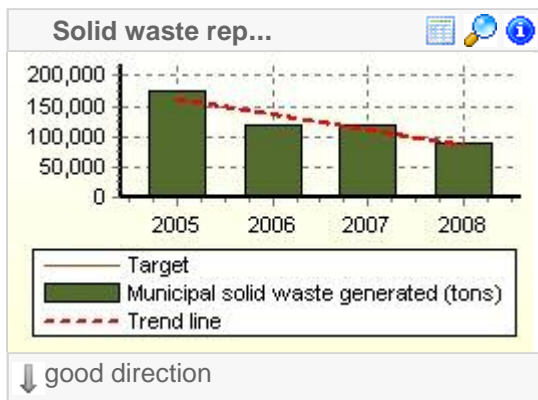 Solid waste rep...
200,000
150,000
100,000
50,000
0
2005 2006 2007 2008
Target
Municipal solid waste generated (tons)
Trend line
good direction